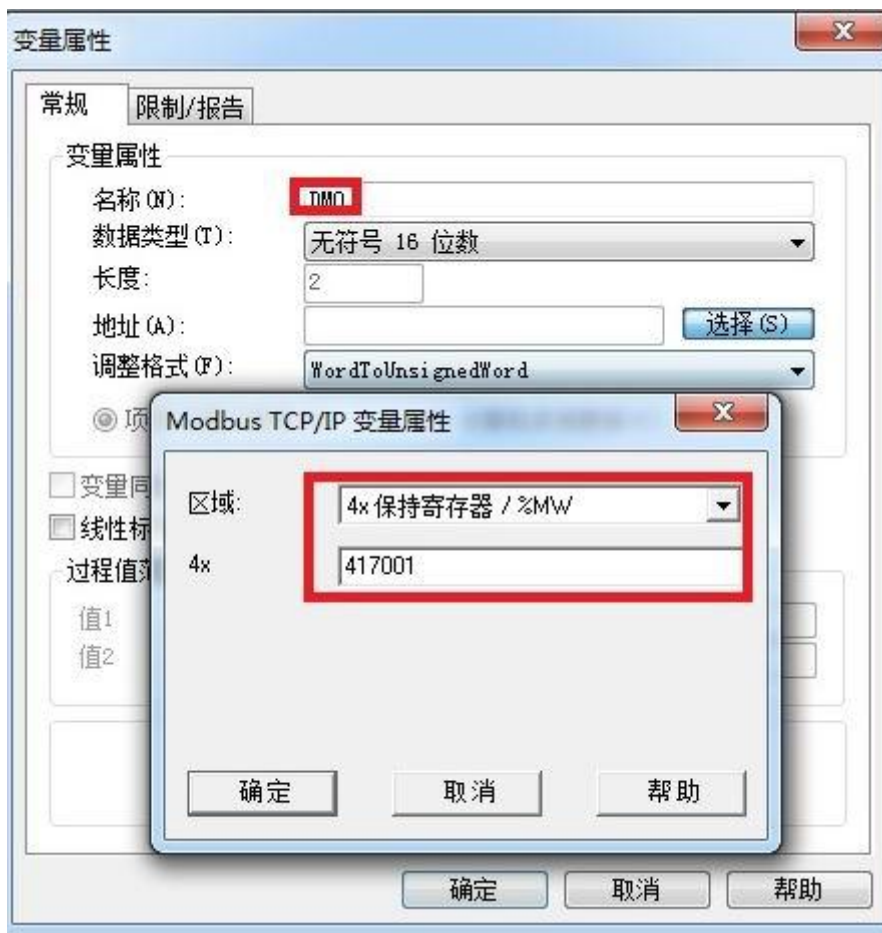 变量属性
常规
限制/报告
变量属性
名称(N):
DM0
数据类型(T):
无符号 16 位数
长度:
2
地址(A):
选择(S)
调整格式(F):
WordToUnsignedWord
项
Modbus TCP/IP 变量属性
变量同
线性标
过程值范
值1
值2
区域:
4x 保持寄存器 / %MW
4x
417001
确定
取消
帮助
确定
取消
帮助